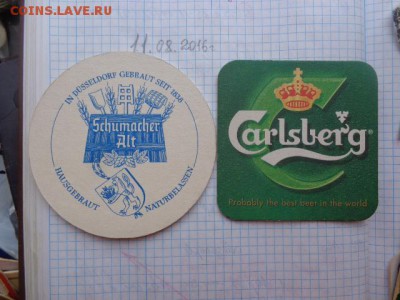 COINS.ЛАVE.RU
11.08.2016г
IN DÜSSELDORF GEBRAUT SEIT 1838
Schumacher
Alt
HAUSGEBRAUT NATURBELASSEN
Carlsberg®
Probably the best beer in the world